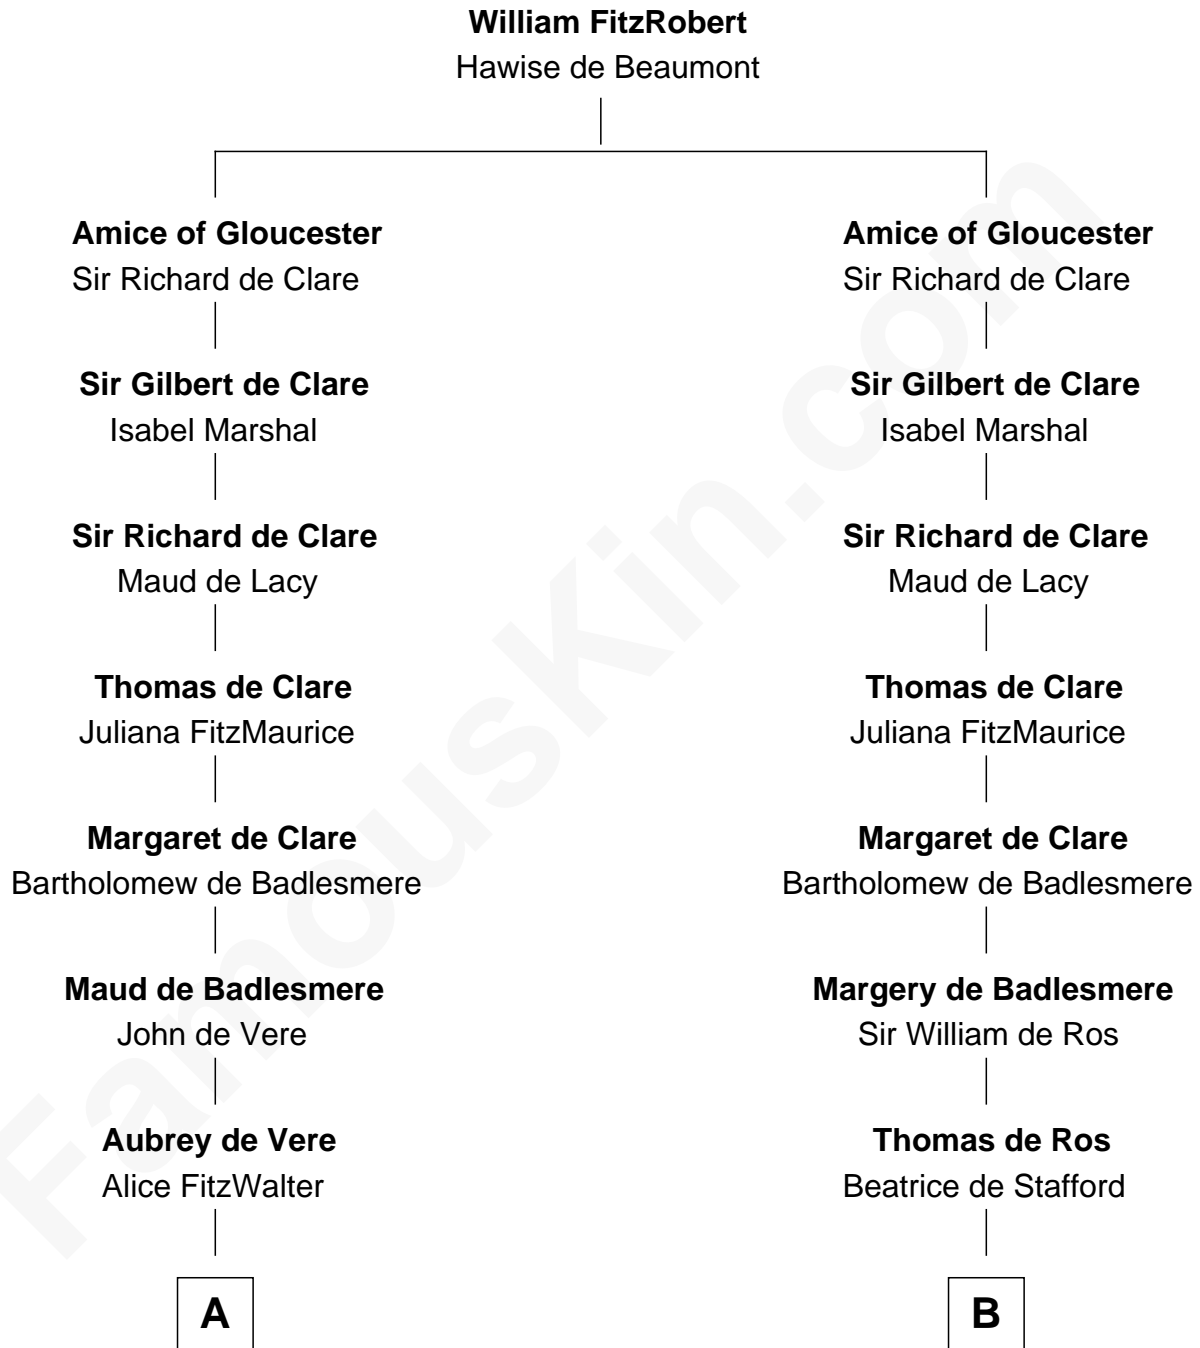 William FitzRobert
Hawise de Beaumont
Amice of Gloucester
Sir Richard de Clare
Amice of Gloucester
Sir Richard de Clare
Sir Gilbert de Clare
Isabel Marshal
Sir Gilbert de Clare
Isabel Marshal
Sir Richard de Clare
Maud de Lacy
Sir Richard de Clare
Maud de Lacy
Thomas de Clare
Juliana FitzMaurice
Thomas de Clare
Juliana FitzMaurice
Margaret de Clare
Bartholomew de Badlesmere
Margaret de Clare
Bartholomew de Badlesmere
Maud de Badlesmere
John de Vere
Margery de Badlesmere
Sir William de Ros
Aubrey de Vere
Alice FitzWalter
Thomas de Ros
Beatrice de Stafford
A
B
FamousKin.com